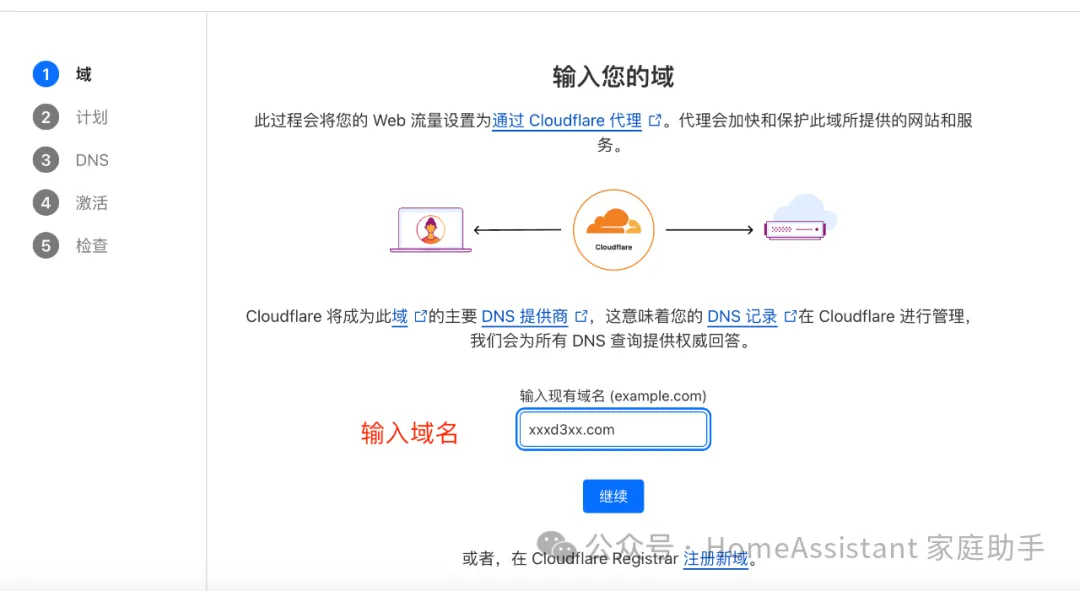 1 域
2 计划
3 DNS
4 激活
5 检查
输入您的域
此过程会将您的 Web 流量设置为通过 Cloudflare 代理 。代理会加快和保护此域所提供的网站和服
务。
Cloudflare
Cloudflare 将成为此域 的主要 DNS 提供商 ，这意味着您的 DNS 记录 在 Cloudflare 进行管理，
我们会为所有 DNS 查询提供权威回答。
输入现有域名 (example.com)
输入域名
xxxd3xx.com
继续
公众号 · HomeAssistant 家庭助手
或者，在 Cloudflare Registrar 注册新域。